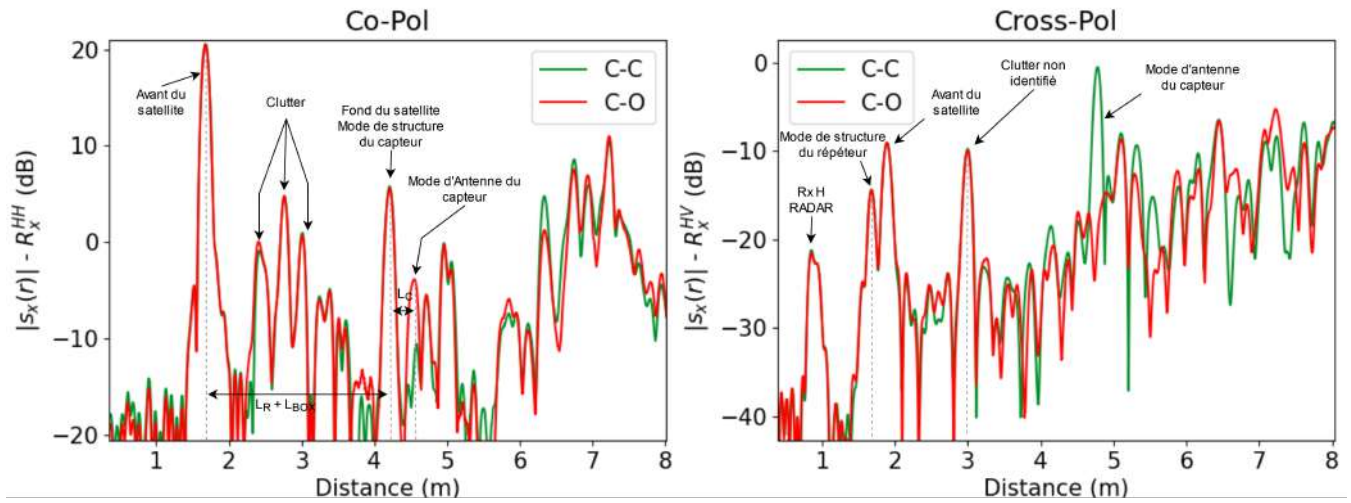 Co-Pol
20
10
0
−10
−20
|s_x(r)| - R_x^{HH} (dB)
1 2 3 4 5 6 7 8
Distance (m)
C-C
C-O
Avant du
satellite
Clutter
Fond du satellite
Mode de structure
du capteur
Mode d'Antenne du
capteur
L_C
L_R + L_BOX
Cross-Pol
0
−10
−20
−30
−40
|s_x(r)| - R_x^{HV} (dB)
1 2 3 4 5 6 7 8
Distance (m)
C-C
C-O
Clutter non
identifié
Mode d'antenne
du capteur
Avant du
satellite
Mode de structure
du répéteur
Rx H
RADAR